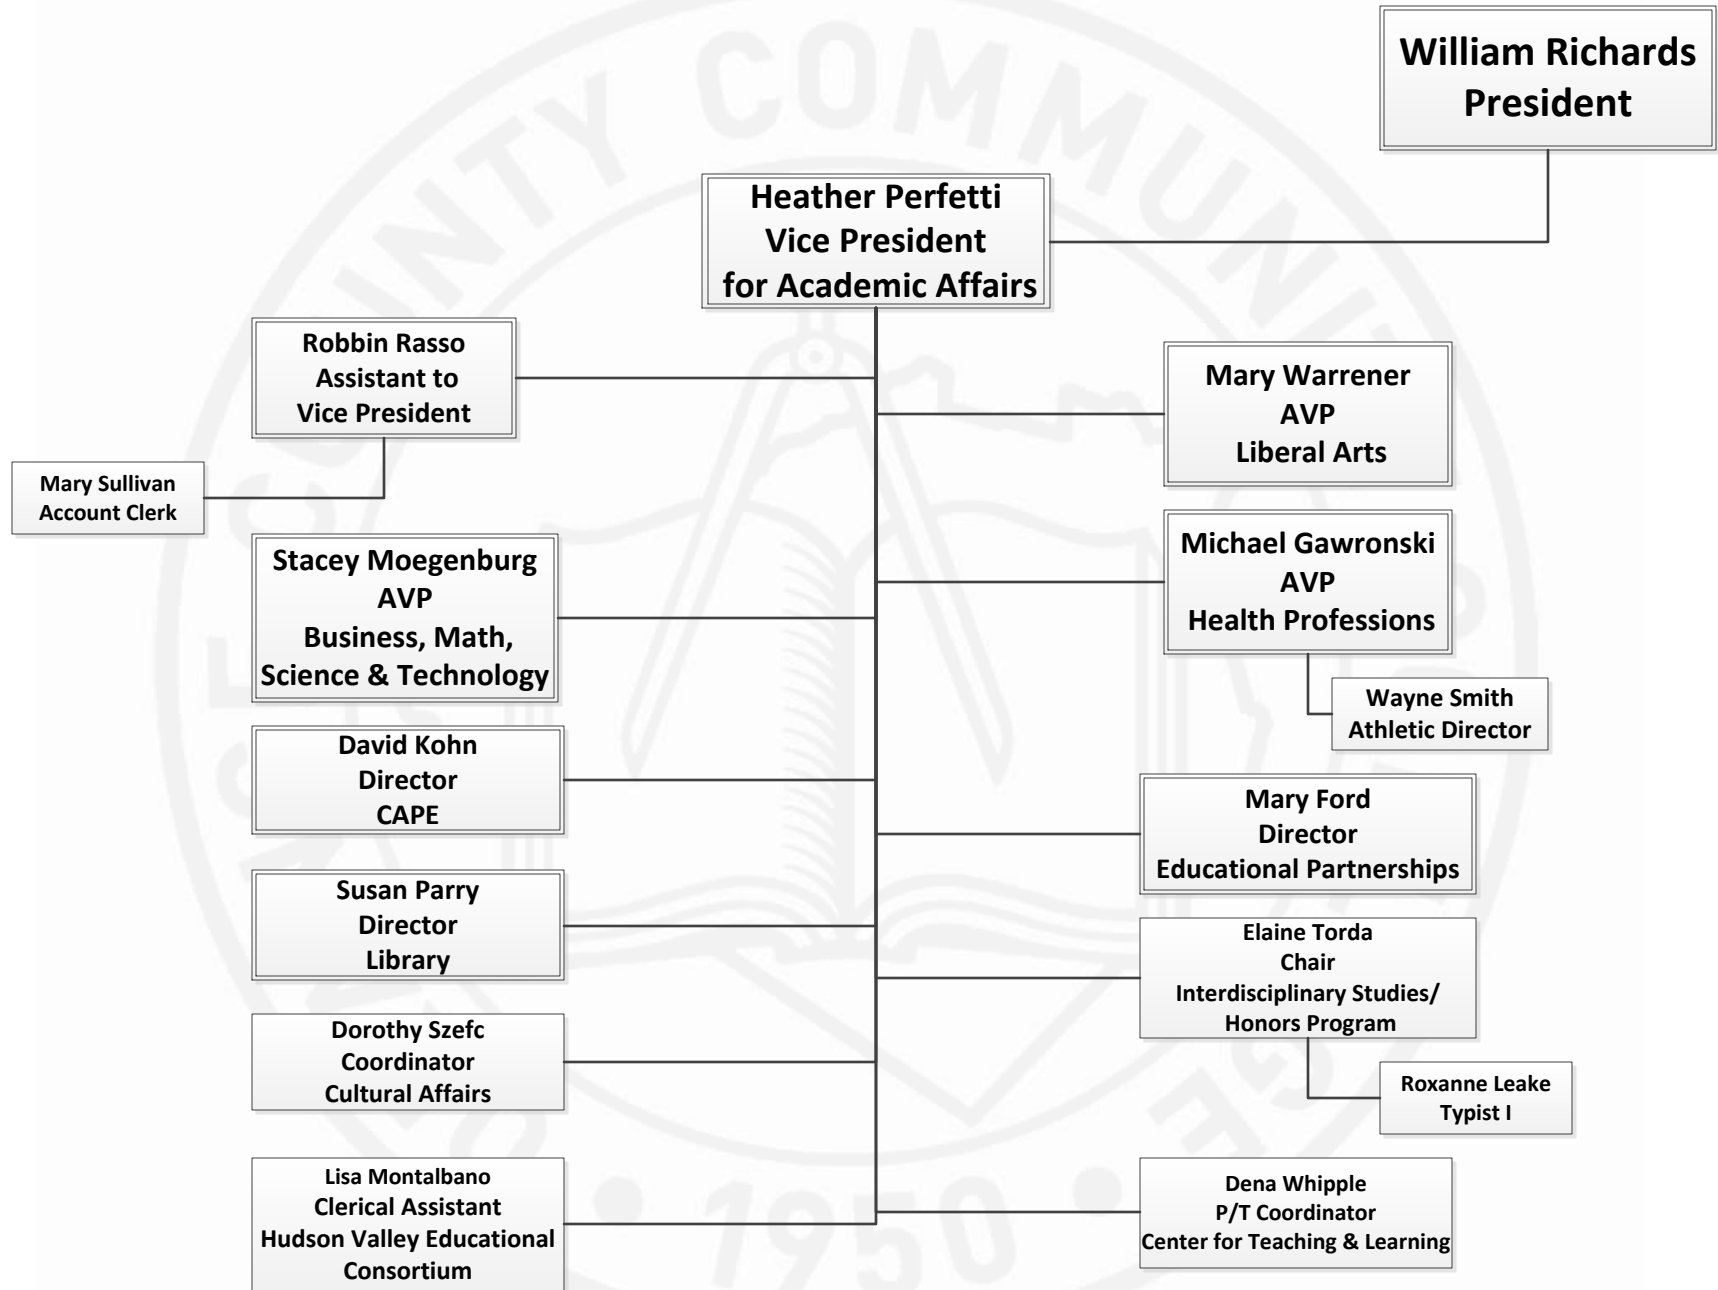 William Richards
President
Heather Perfetti
Vice President
for Academic Affairs
Robbin Rasso
Assistant to
Vice President
Mary Warrener
AVP
Liberal Arts
Mary Sullivan
Account Clerk
Stacey Moegenburg
AVP
Business, Math,
Science & Technology
Michael Gawronski
AVP
Health Professions
Wayne Smith
Athletic Director
David Kohn
Director
CAPE
Mary Ford
Director
Educational Partnerships
Susan Parry
Director
Library
Elaine Torda
Chair
Interdisciplinary Studies/
Honors Program
Dorothy Szefc
Coordinator
Cultural Affairs
Roxanne Leake
Typist I
Lisa Montalbano
Clerical Assistant
Hudson Valley Educational
Consortium
Dena Whipple
P/T Coordinator
Center for Teaching & Learning
COUNTY COMMUNITY
1950